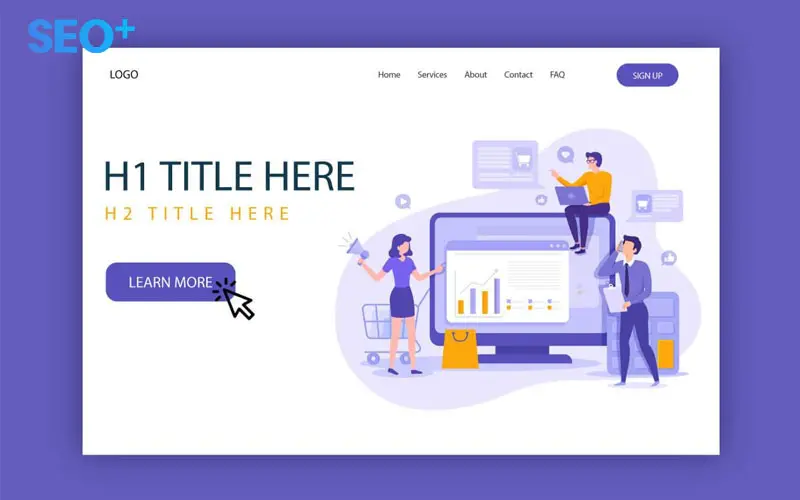 SEO+
LOGO
Home Services About Contact FAQ
SIGN UP
H1 TITLE HERE
H2 TITLE HERE
LEARN MORE